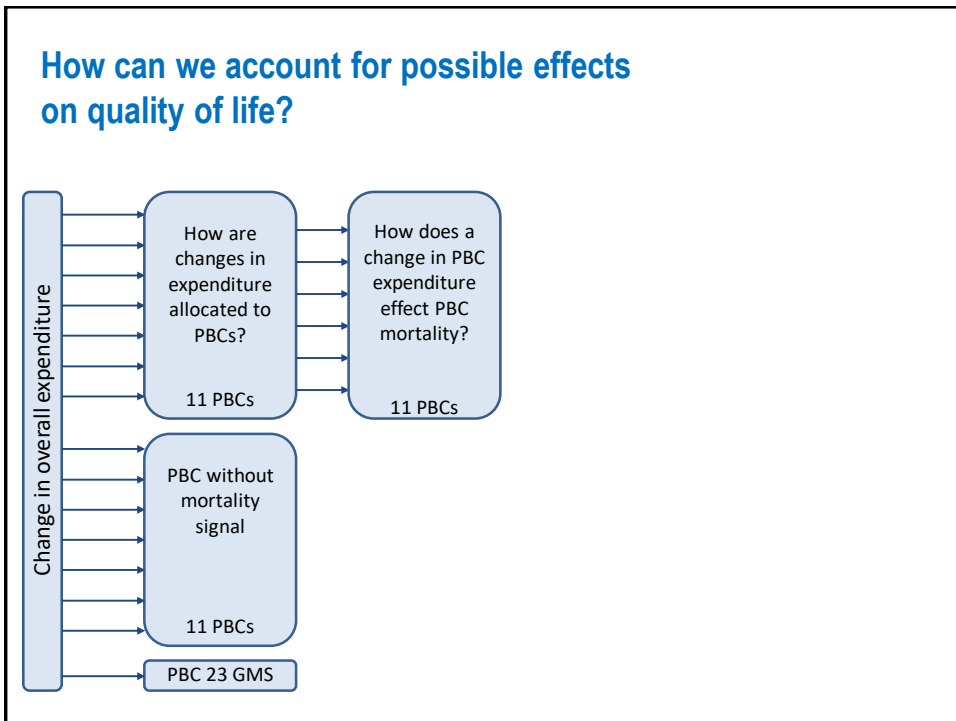 How can we account for possible effects
on quality of life?
Change in overall expenditure
How are
changes in
expenditure
allocated to
PBCs?
11 PBCs
How does a
change in PBC
expenditure
effect PBC
mortality?
11 PBCs
PBC without
mortality
signal
11 PBCs
PBC 23 GMS